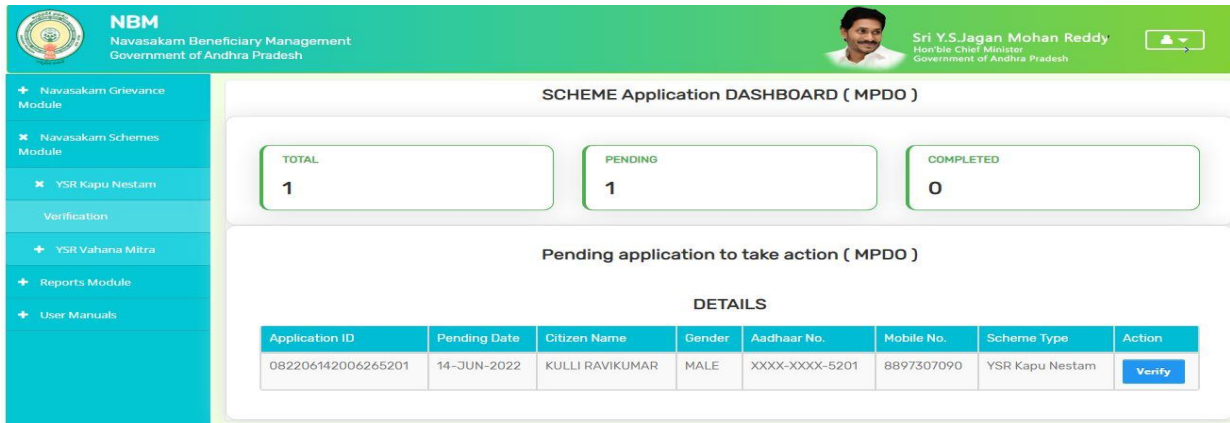 NBM
Navasakam Beneficiary Management
Government of Andhra Pradesh
Sri Y.S.Jagan Mohan Reddy
Hon'ble Chief Minister
Government of Andhra Pradesh
Navasakam Grievance
Module
Navasakam Schemes
Module
YSR Kapu Nestam
Verification
YSR Vahana Mitra
Reports Module
User Manuals
SCHEME Application DASHBOARD ( MPDO )
TOTAL PENDING COMPLETED
1 1 0
Pending application to take action ( MPDO )
DETAILS
Application ID Pending Date Citizen Name Gender Aadhaar No. Mobile No. Scheme Type Action
082206142006265201 14-JUN-2022 KULLI RAVIKUMAR MALE XXXX-XXXX-5201 8897307090 YSR Kapu Nestam Verify